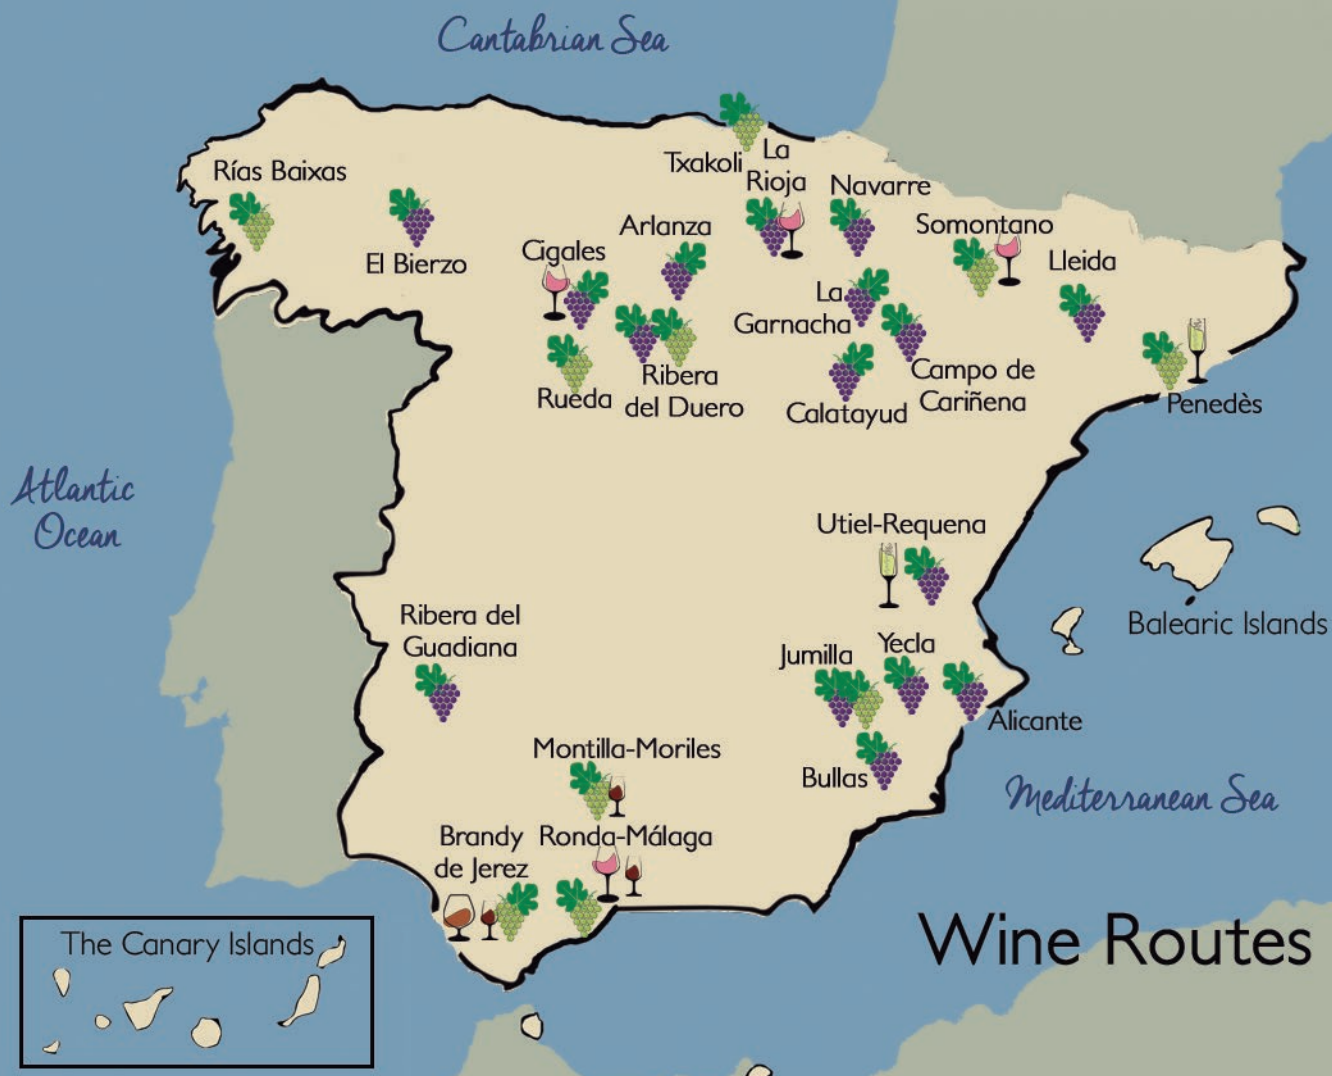 Cantabrian Sea
Txakoli
La
Rioja
Navarre
Rías Baixas
El Bierzo
Arlanza
Cigales
Somontano
Lleida
La
Garnacha
Campo de
Cariñena
Calatayud
Ribera
del Duero
Rueda
Penedès
Atlantic
Ocean
Utiel-Requena
Balearic Islands
Ribera del
Guadiana
Jumilla
Yecla
Alicante
Bullas
Mediterranean Sea
Montilla-Moriles
Brandy
de Jerez
Ronda-Málaga
Wine Routes
The Canary Islands